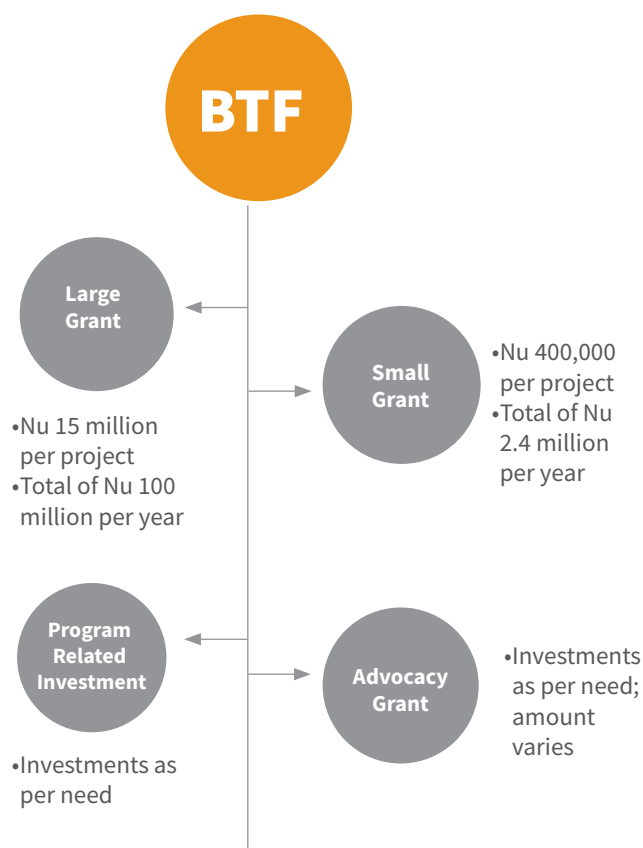 BTF
Large
Grant
•Nu 15 million
per project
•Total of Nu 100
million per year
Small
Grant
•Nu 400,000
per project
•Total of Nu
2.4 million
per year
Program
Related
Investment
•Investments as
per need
Advocacy
Grant
•Investments
as per need;
amount
varies